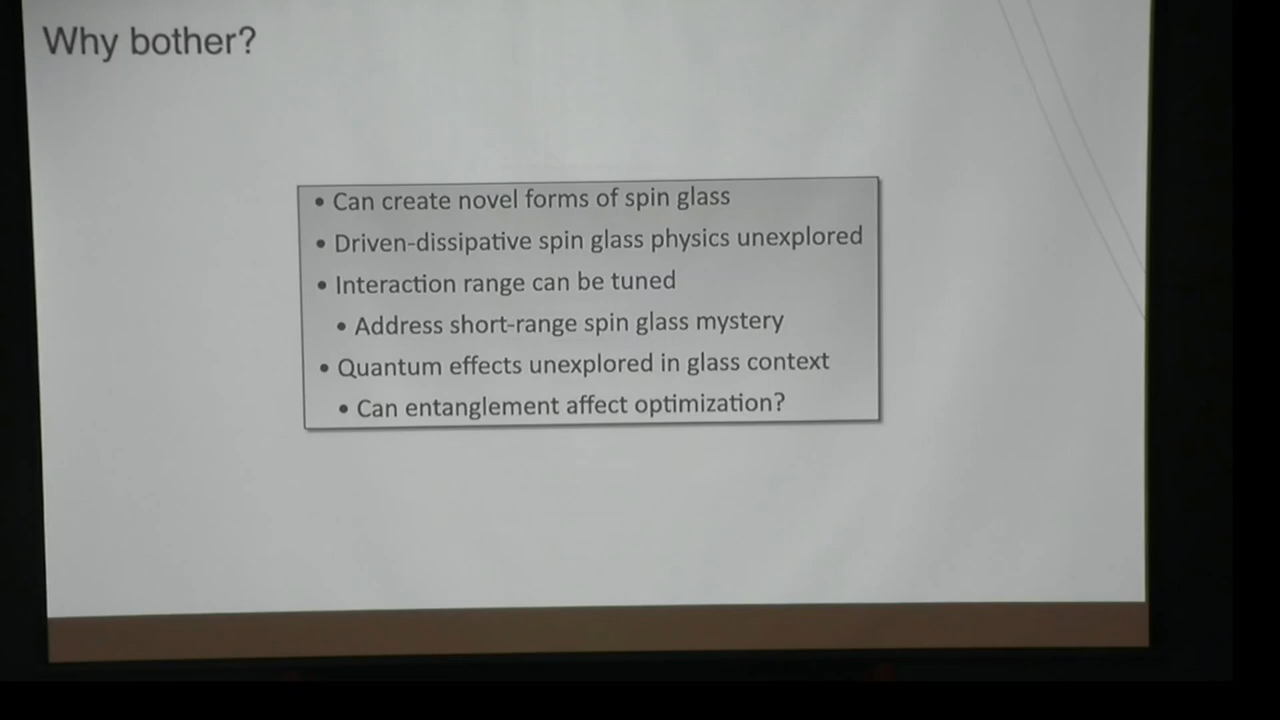 Why bother?
• Can create novel forms of spin glass
• Driven-dissipative spin glass physics unexplored
• Interaction range can be tuned
• Address short-range spin glass mystery
• Quantum effects unexplored in glass context
• Can entanglement affect optimization?